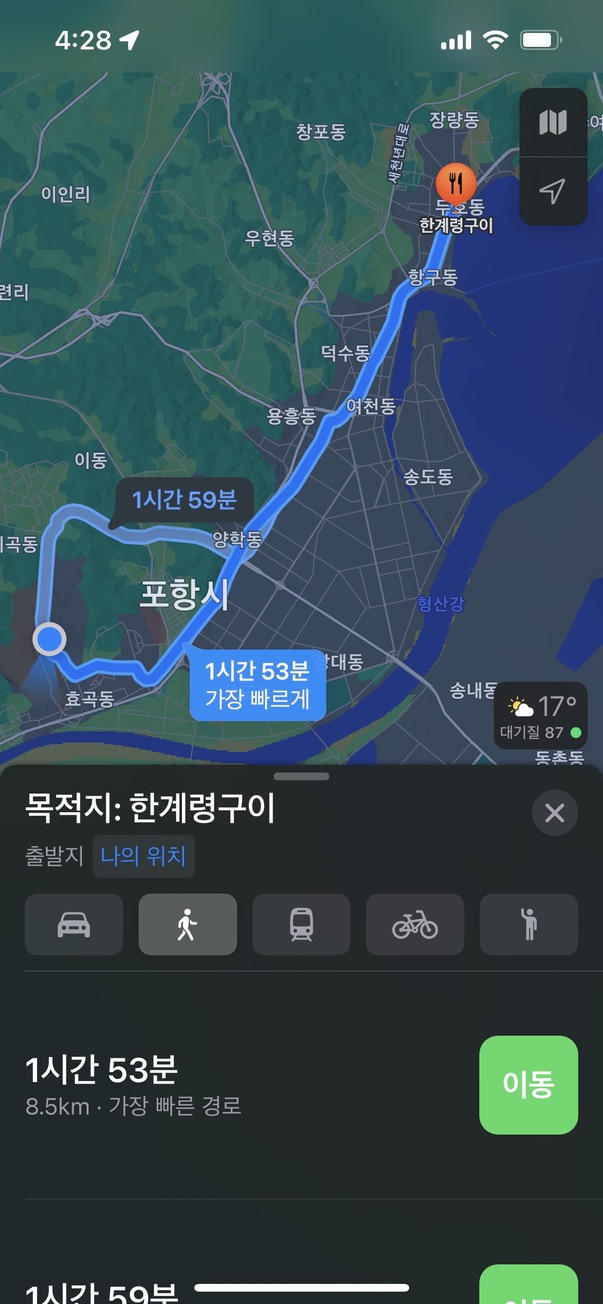 4:28
창포동
장량동
새천년대로
이인리
두호동
한계령구이
우현동
항구동
련리
덕수동
여천동
용흥동
이동
송도동
1시간 59분
양학동
포항시
형산강
1시간 53분
가장 빠르게
상대동
송내동
효곡동
17°
대기질 87
동촌동
목적지: 한계령구이
출발지 나의 위치
1시간 53분
8.5km · 가장 빠른 경로
이동
1시간 59분
이동